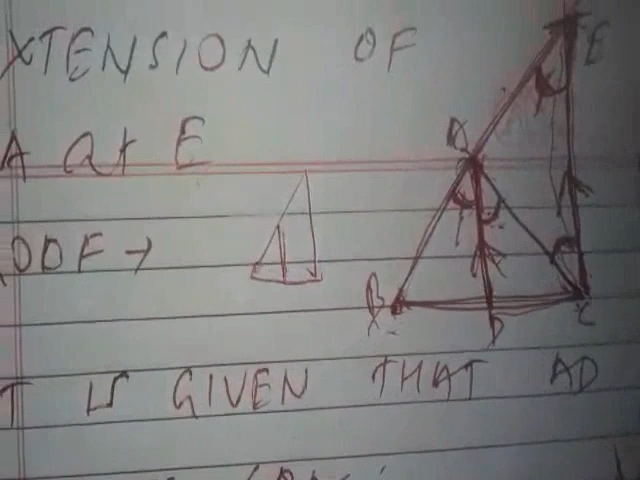 XTENSION OF
A at E
OOF →
T IS GIVEN THAT AD
A
E
B
D
C